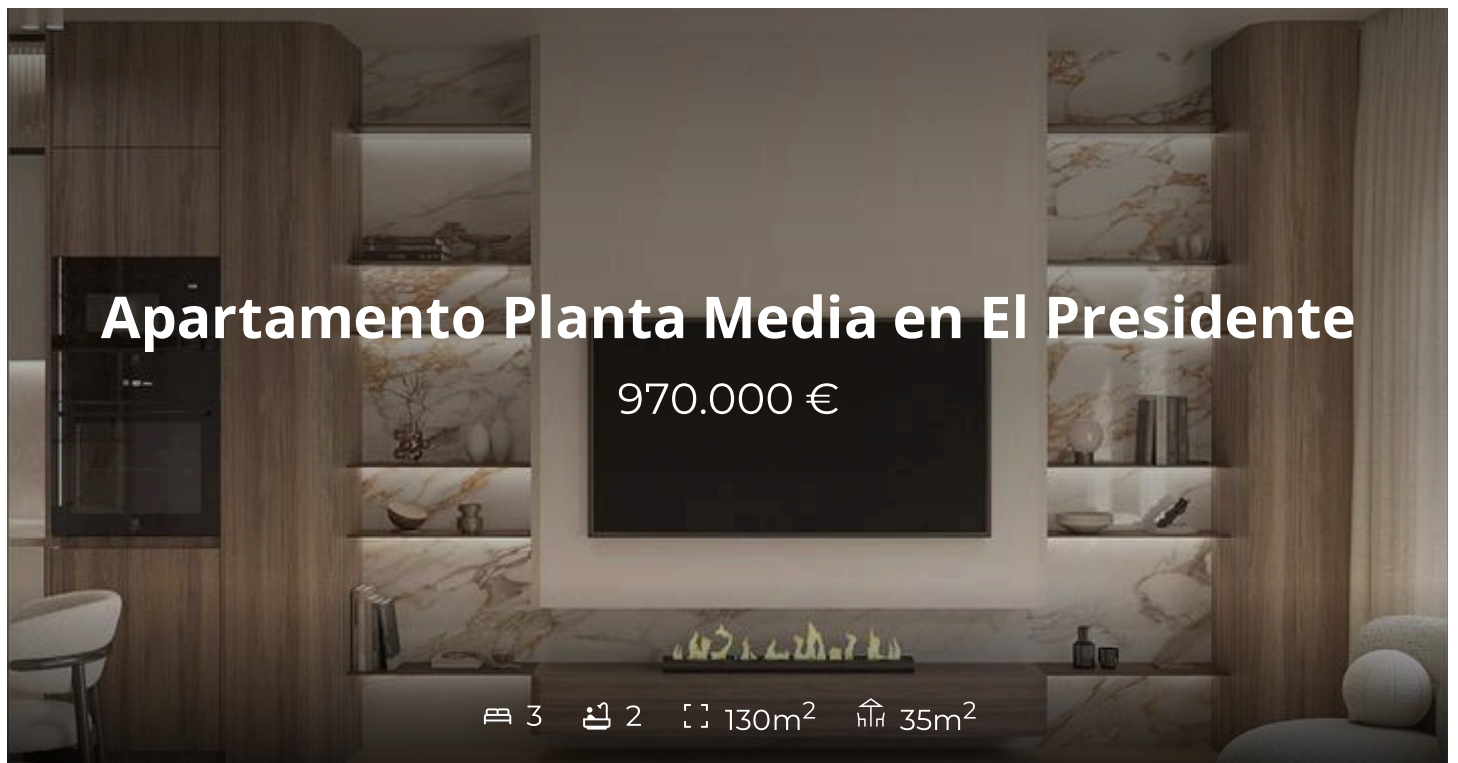 Apartamento Planta Media en El Presidente
970.000 €
3 2 130m² 35m²